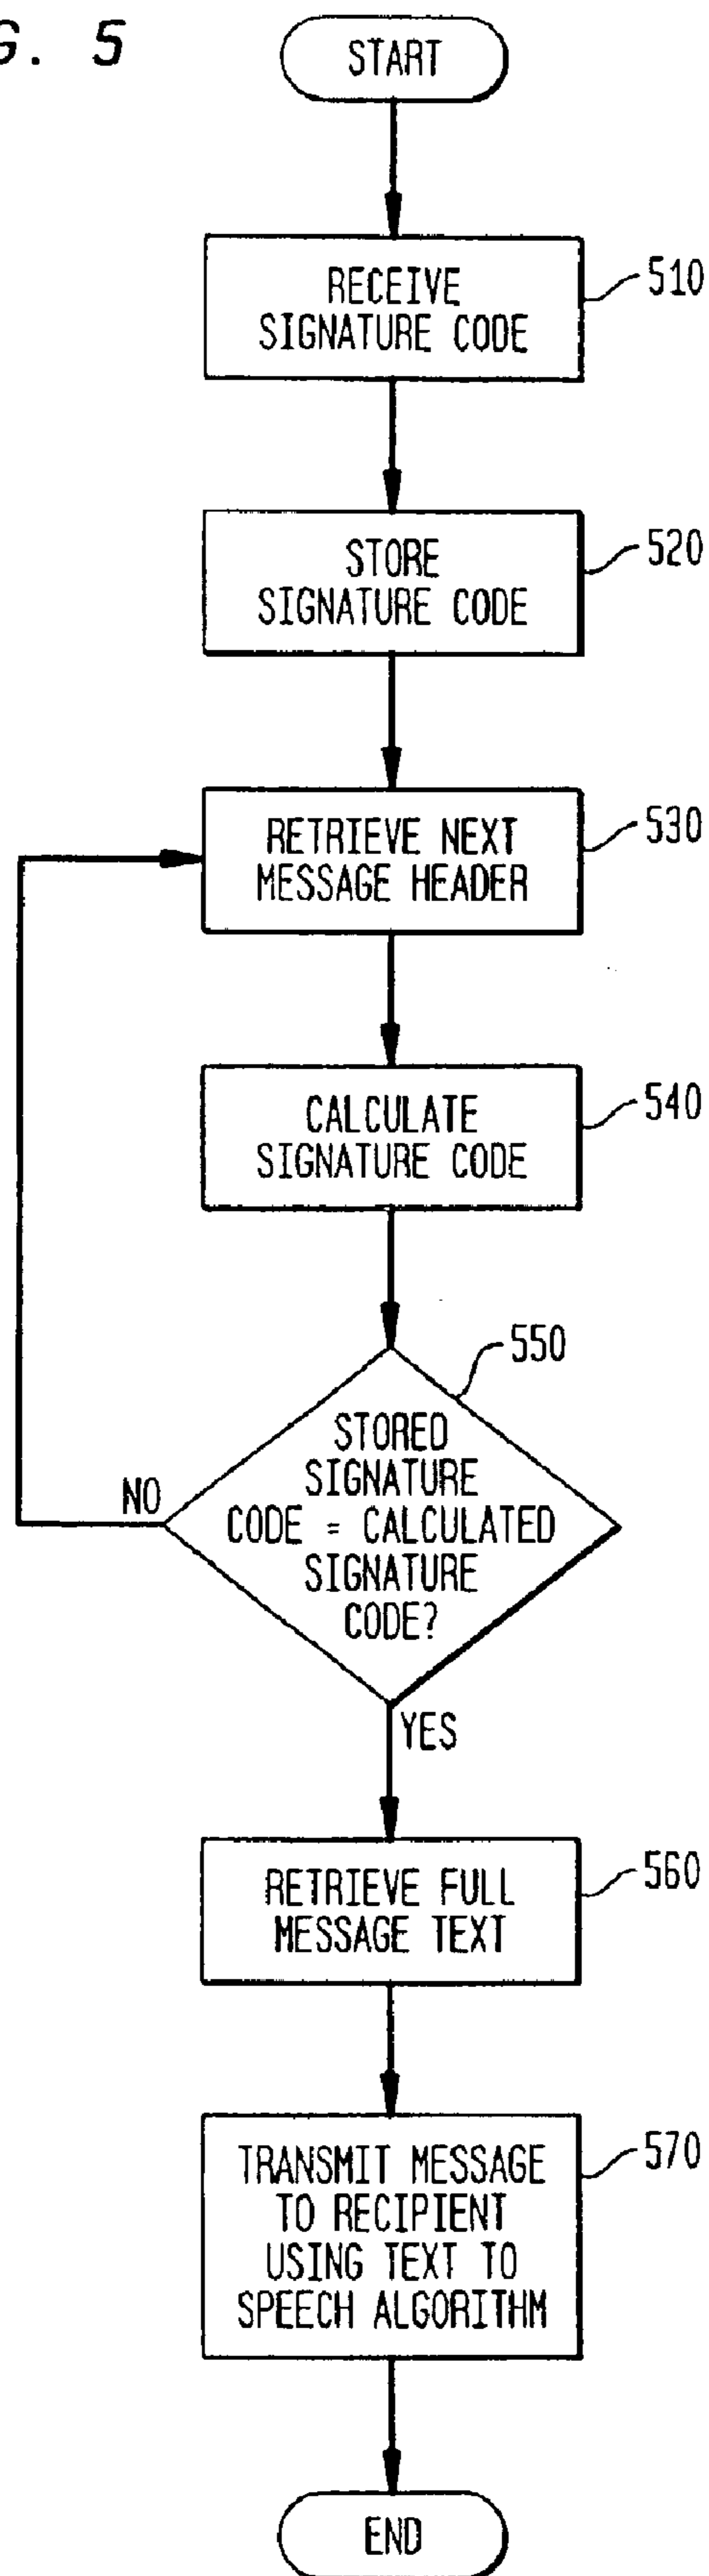 G. 5
START
RECEIVE
SIGNATURE CODE
510
STORE
SIGNATURE CODE
520
RETRIEVE NEXT
MESSAGE HEADER
530
CALCULATE
SIGNATURE CODE
540
550
STORED
SIGNATURE
CODE = CALCULATED
SIGNATURE
CODE?
NO
YES
RETRIEVE FULL
MESSAGE TEXT
560
TRANSMIT MESSAGE
TO RECIPIENT
USING TEXT TO
SPEECH ALGORITHM
570
END